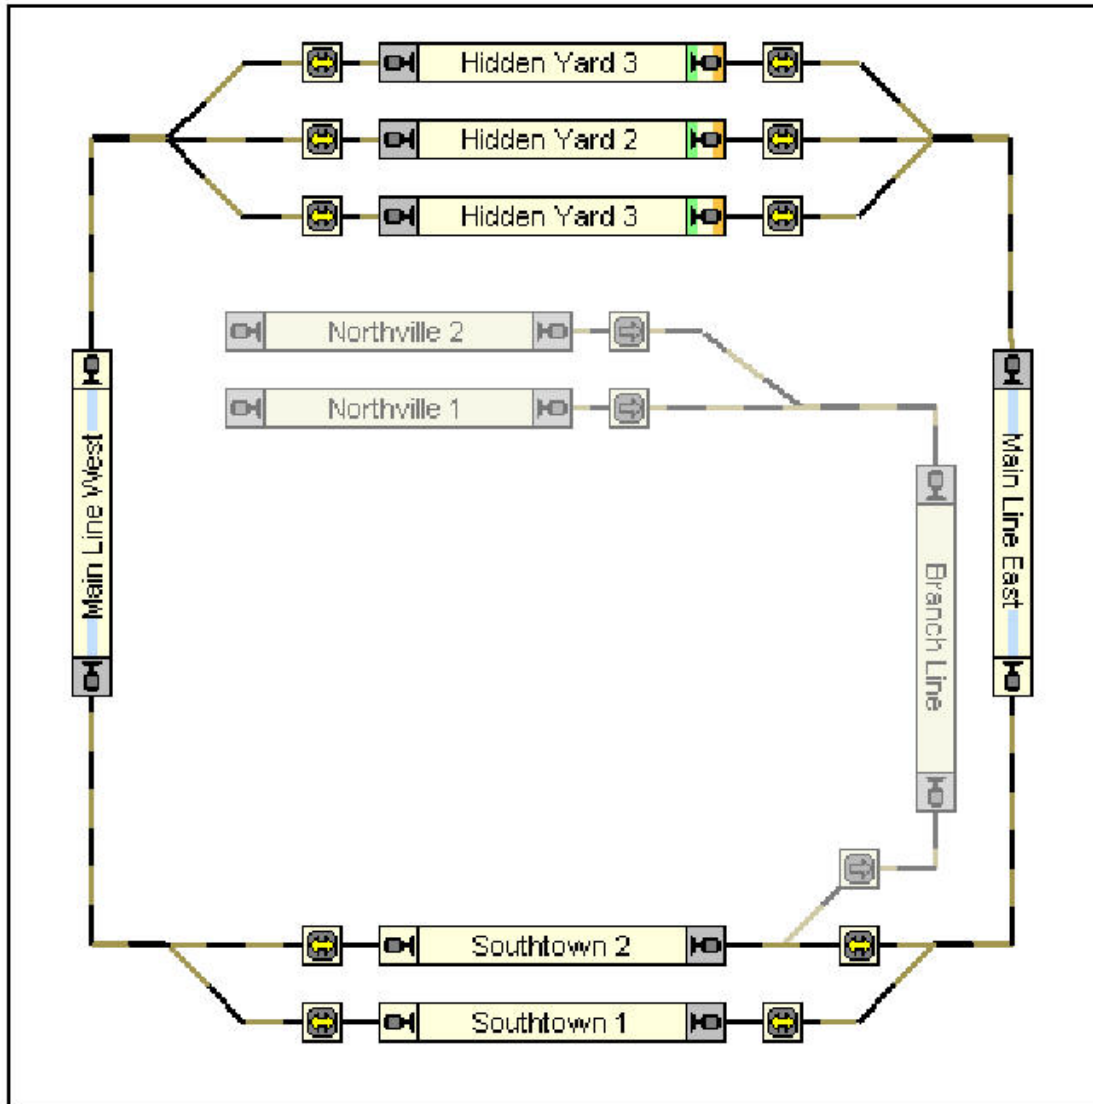 Hidden Yard 3
Hidden Yard 2
Hidden Yard 3
Northville 2
Northville 1
Main Line West
Main Line East
Branch Line
Southtown 2
Southtown 1